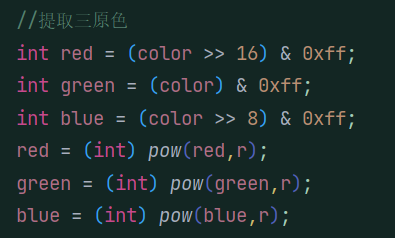 //提取三原色
int red = (color >> 16) & 0xff;
int green = (color) & 0xff;
int blue = (color >> 8) & 0xff;
red = (int) pow(red,r);
green = (int) pow(green,r);
blue = (int) pow(blue,r);